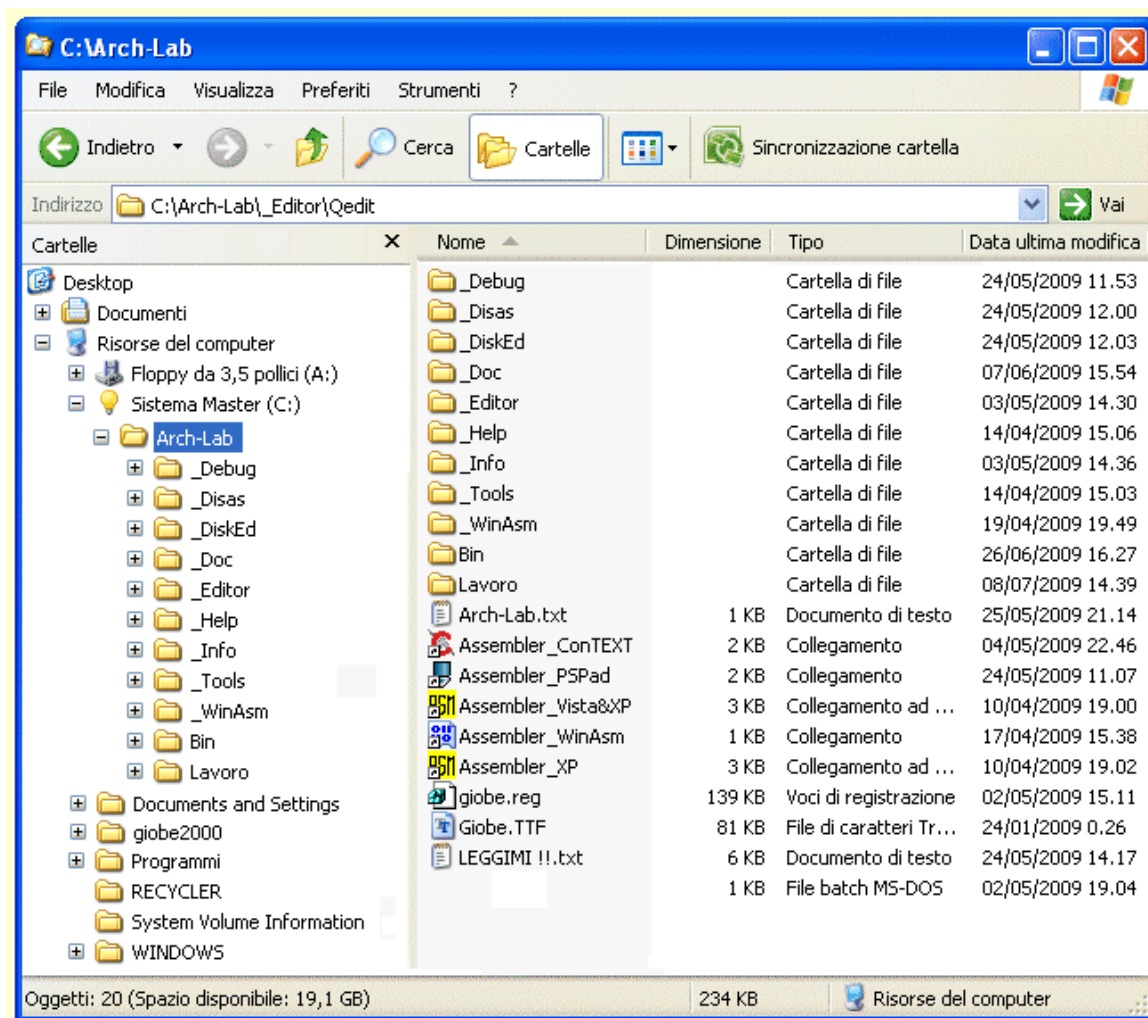 C:\Arch-Lab
File Modifica Visualizza Preferiti Strumenti ?
Indietro Cerca Cartelle Sincronizzazione cartella
Indirizzo C:\Arch-Lab\_Editor\Qedit Vai
Cartelle
Desktop
Documenti
Risorse del computer
Floppy da 3,5 pollici (A:)
Sistema Master (C:)
Arch-Lab
_Debug
_Disas
_DiskEd
_Doc
_Editor
_Help
_Info
_Tools
_WinAsm
Bin
Lavoro
Documents and Settings
giobe2000
Programmi
RECYCLER
System Volume Information
WINDOWS
Nome Dimensione Tipo Data ultima modifica
_Debug Cartella di file 24/05/2009 11.53
_Disas Cartella di file 24/05/2009 12.00
_DiskEd Cartella di file 24/05/2009 12.03
_Doc Cartella di file 07/06/2009 15.54
_Editor Cartella di file 03/05/2009 14.30
_Help Cartella di file 14/04/2009 15.06
_Info Cartella di file 03/05/2009 14.36
_Tools Cartella di file 14/04/2009 15.03
_WinAsm Cartella di file 19/04/2009 19.49
Bin Cartella di file 26/06/2009 16.27
Lavoro Cartella di file 08/07/2009 14.39
Arch-Lab.txt 1 KB Documento di testo 25/05/2009 21.14
Assembler_ConTEXT 2 KB Collegamento 04/05/2009 22.46
Assembler_PSPad 2 KB Collegamento 24/05/2009 11.07
ASM Assembler_Vista&XP 3 KB Collegamento ad ... 10/04/2009 19.00
Assembler_WinAsm 1 KB Collegamento 17/04/2009 15.38
ASM Assembler_XP 3 KB Collegamento ad ... 10/04/2009 19.02
giobe.reg 139 KB Voci di registrazione 02/05/2009 15.11
Giobe.TTF 81 KB File di caratteri Tr... 24/01/2009 0.26
LEGGIMI !!.txt 6 KB Documento di testo 24/05/2009 14.17
1 KB File batch MS-DOS 02/05/2009 19.04
Oggetti: 20 (Spazio disponibile: 19,1 GB) 234 KB Risorse del computer